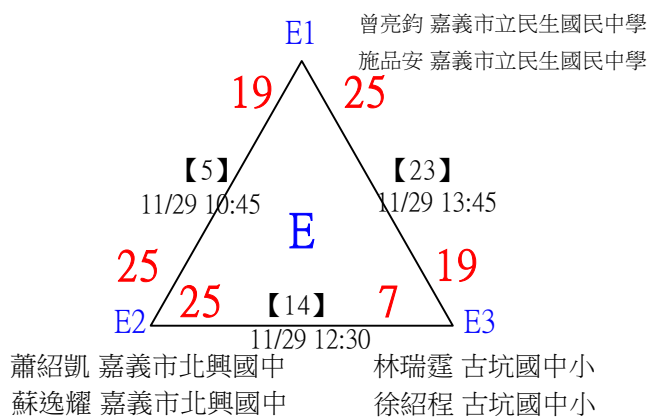 E1
曾亮鈞 嘉義市立民生國民中學
施品安 嘉義市立民生國民中學
19 25
【5】 【23】
11/29 10:45 11/29 13:45
E
25 19
25 【14】 7
E2 E3
11/29 12:30
蕭紹凱 嘉義市北興國中 林瑞霆 古坑國中小
蘇逸耀 嘉義市北興國中 徐紹程 古坑國中小